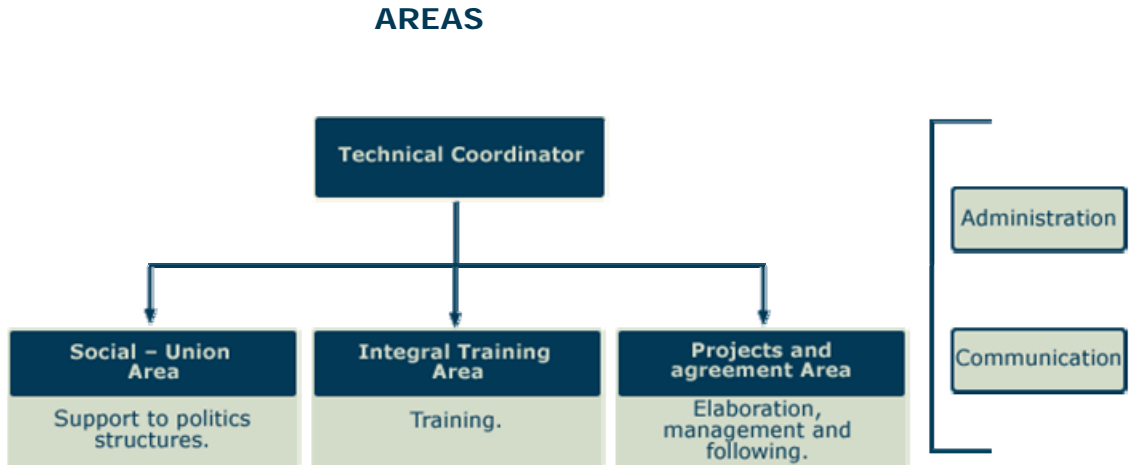 AREAS
Technical Coordinator
Social – Union
Area
Support to politics
structures.
Integral Training
Area
Training.
Projects and
agreement Area
Elaboration,
management and
following.
Administration
Communication